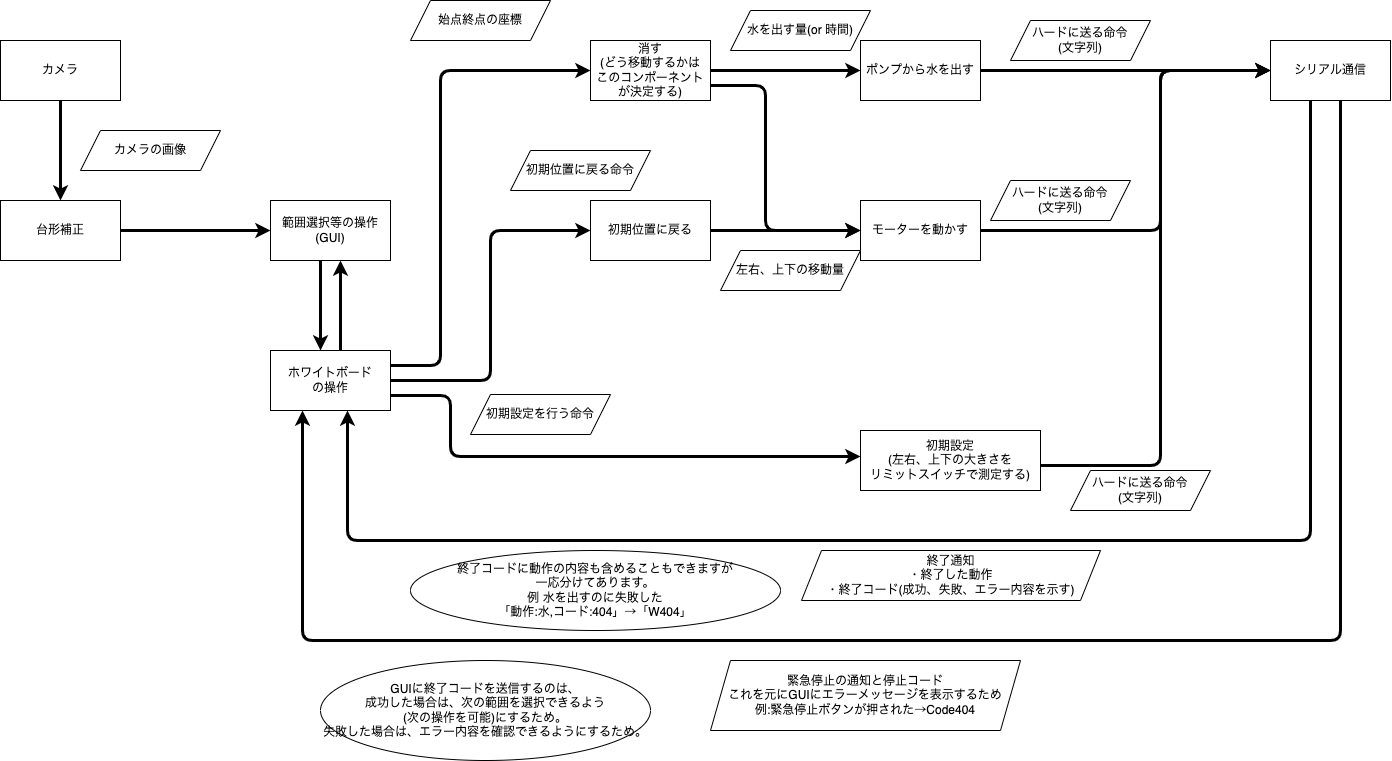 始点終点の座標
水を出す量(or 時間)
ハードに送る命令
(文字列)
カメラ
消す
(どう移動するかは
このコンポーネント
が決定する)
ポンプから水を出す
シリアル通信
カメラの画像
初期位置に戻る命令
ハードに送る命令
(文字列)
台形補正
範囲選択等の操作
(GUI)
初期位置に戻る
モーターを動かす
左右、上下の移動量
ホワイトボード
の操作
初期設定を行う命令
初期設定
(左右、上下の大きさを
リミットスイッチで測定する)
ハードに送る命令
(文字列)
終了コードに動作の内容も含めることもできますが
一応分けてあります。
例 水を出すのに失敗した
「動作:水,コード:404」→「W404」
終了通知
・終了した動作
・終了コード(成功、失敗、エラー内容を示す)
GUIに終了コードを送信するのは、
成功した場合は、次の範囲を選択できるよう
(次の操作を可能)にするため。
失敗した場合は、エラー内容を確認できるようにするため。
緊急停止の通知と停止コード
これを元にGUIにエラーメッセージを表示するため
例:緊急停止ボタンが押された→Code404